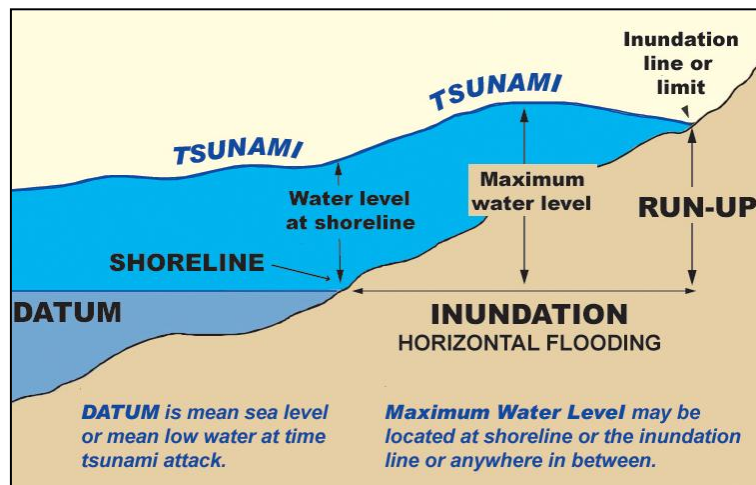 Inundation
line or
limit
TSUNAMI
TSUNAMI
Water level
at shoreline
Maximum
water level
RUN-UP
SHORELINE
DATUM
INUNDATION
HORIZONTAL FLOODING
DATUM is mean sea level
or mean low water at time
tsunami attack.
Maximum Water Level may be
located at shoreline or the inundation
line or anywhere in between.